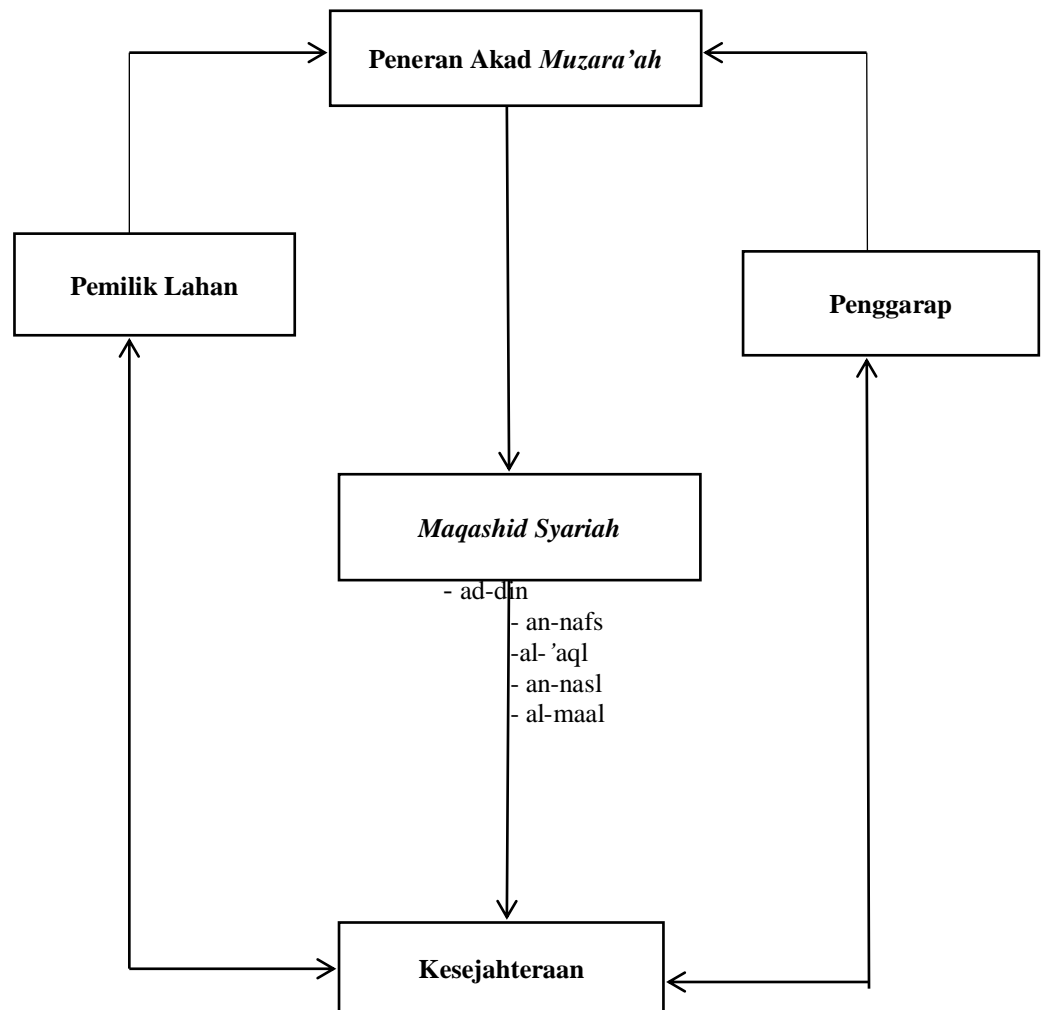 Peneran Akad Muzara’ah
Pemilik Lahan
Penggarap
Maqashid Syariah
- ad-din
- an-nafs
-al-’aql
- an-nasl
- al-maal
Kesejahteraan